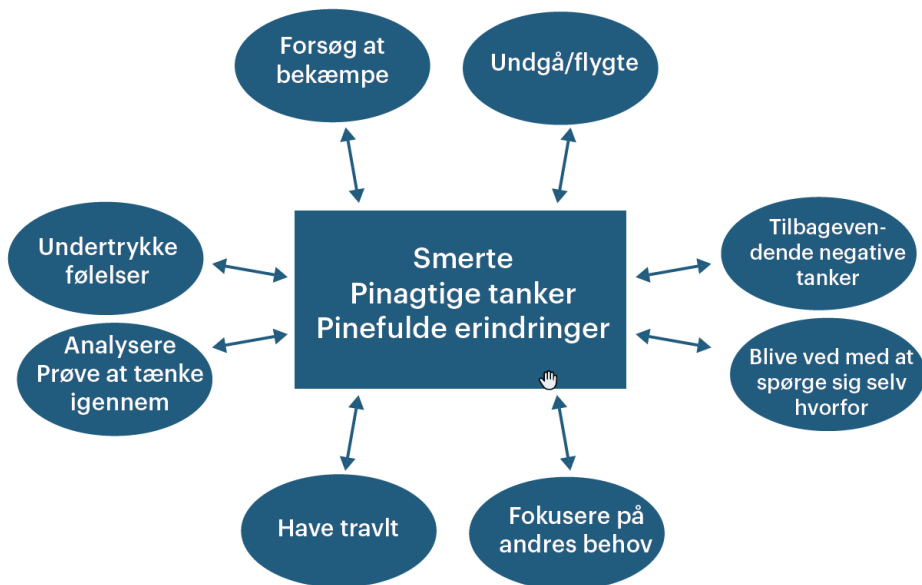 Forsøg at
bekæmpe
Undgå/flygte
Undertrykke
følelser
Smerte
Pinagtige tanker
Pinefulde erindringer
Tilbageven-
dende negative
tanker
Analysere
Prøve at tænke
igennem
Blive ved med at
spørge sig selv
hvorfor
Have travlt
Fokusere på
andres behov